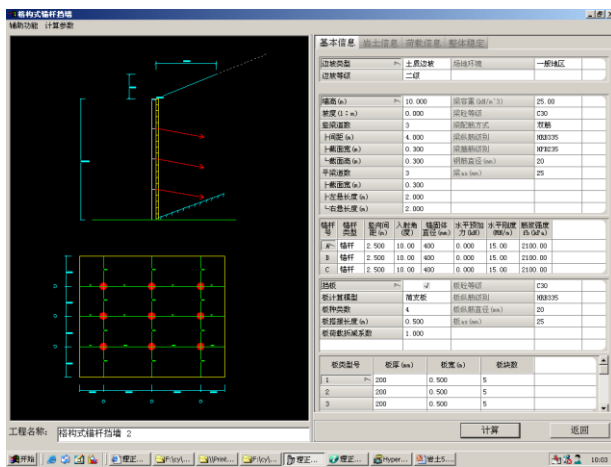 格构式锚杆挡墙
辅助功能 计算参数
基本信息 岩土信息 荷载信息 整体稳定
边坡类型 土质边坡 场地环境 一般地区
边坡等级 二级
墙高(m) 10.000 梁容重(kN/m^3) 25.00
坡度(1:m) 0.000 梁砼等级 C30
竖梁道数 3 梁配筋方式 双筋
├间距(m) 4.000 梁纵筋级别 HRB335
├截面宽(m) 0.300 梁箍筋级别 HPB235
└截面高(m) 0.300 钢筋直径(mm) 20
平梁道数 3 梁as(mm) 25
├截面宽(m) 0.300
├左悬长度(m) 2.000
└右悬长度(m) 2.000
锚杆号 锚杆类型 竖向间距(m) 入射角(度) 锚固体直径(mm) 水平预加力(kN) 水平刚度(MN/m) 筋浆强度fb(kPa)
A 锚杆 2.500 10.00 400 0.000 15.00 2100.00
B 锚杆 2.500 10.00 400 0.000 15.00 2100.00
C 锚杆 2.500 10.00 400 0.000 15.00 2100.00
挡板 √ 板砼等级 C30
板计算模型 简支板 板纵筋级别 HRB335
板种类数 4 板纵筋直径(mm) 20
板搭接长度(m) 0.500 板as(mm) 25
板荷载折减系数 1.000
板类型号 板厚(mm) 板宽(m) 板块数
1 200 0.500 5
2 200 0.500 5
3 200 0.500 5
工程名称: 格构式锚杆挡墙 2
计算 返回
开始 理正... F:\cy\... \\Print... F:\cy\... 理正... 理正... Hyper... 岩土5... 10:03